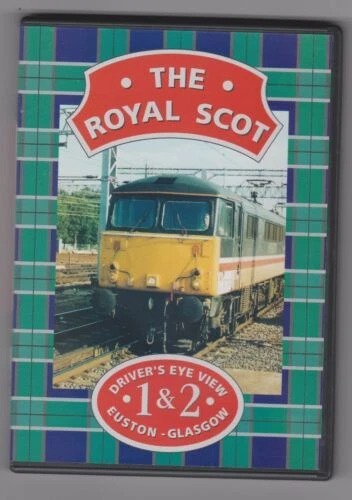 • THE •
ROYAL SCOT
DRIVER'S EYE VIEW
• 1 & 2 •
EUSTON - GLASGOW